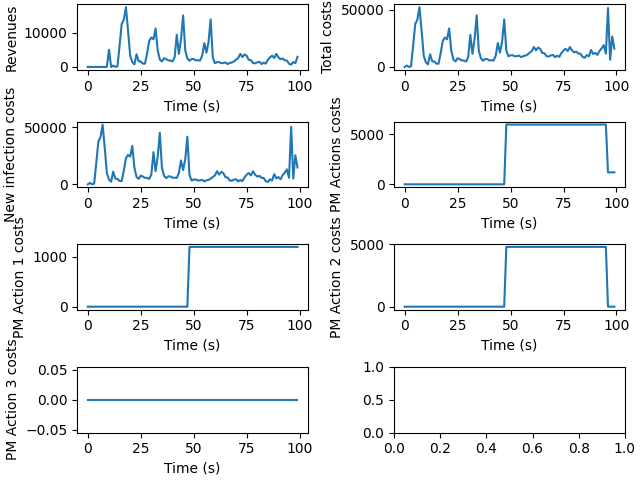 Revenues
10000
0
0 25 50 75 100
Time (s)
Total costs
50000
0
0 25 50 75 100
Time (s)
New infection costs
50000
0
0 25 50 75 100
Time (s)
PM Actions costs
5000
0
0 25 50 75 100
Time (s)
PM Action 1 costs
1000
0
0 25 50 75 100
Time (s)
PM Action 2 costs
5000
0
0 25 50 75 100
Time (s)
PM Action 3 costs
0.05
0.00
−0.05
0 25 50 75 100
Time (s)
1.0
0.5
0.0
0.0 0.2 0.4 0.6 0.8 1.0